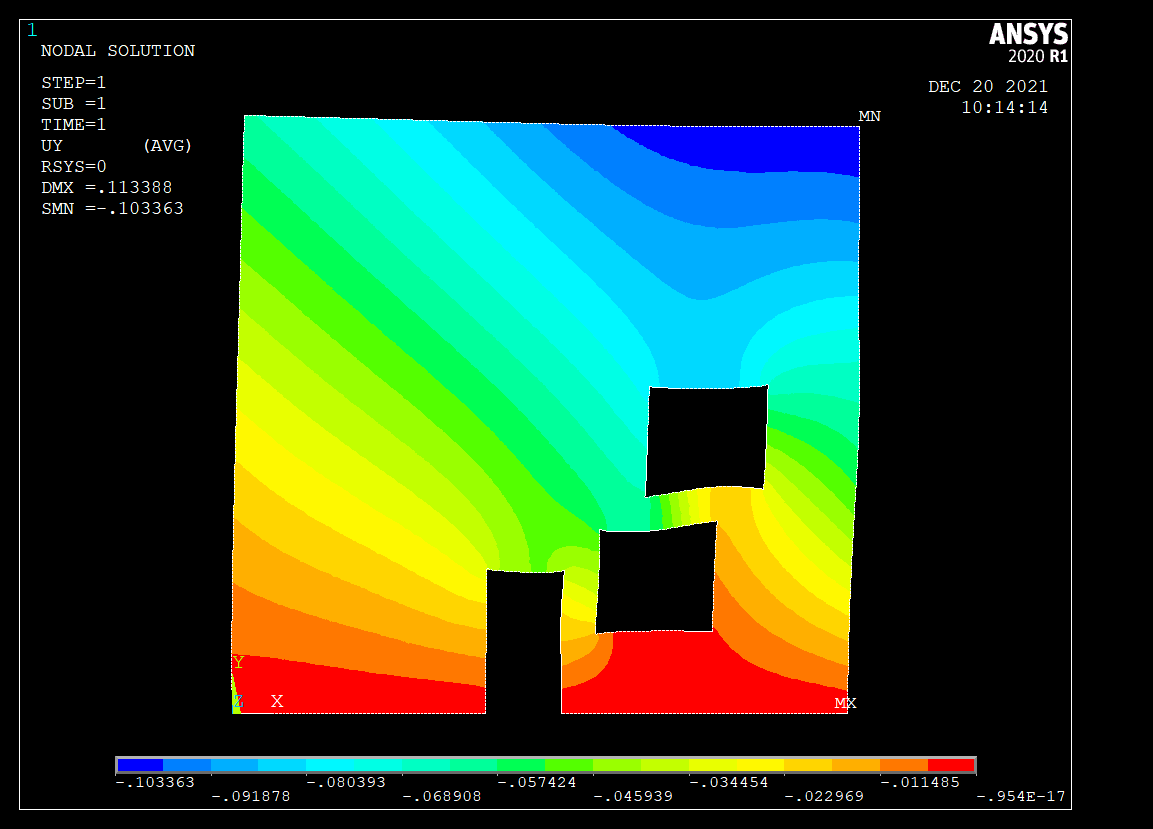 1
ANSYS
2020 R1
NODAL SOLUTION
STEP=1
SUB =1
TIME=1
UY (AVG)
RSYS=0
DMX =.113388
SMN =-.103363
DEC 20 2021
10:14:14
MN
Y
Z X
MX
-.103363 -.080393 -.057424 -.034454 -.011485
-.091878 -.068908 -.045939 -.022969 -.954E-17